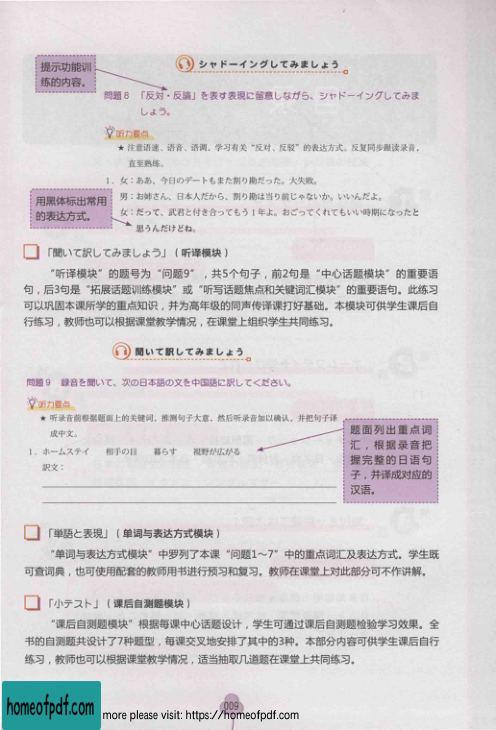 提示功能训
练的内容。
シャドーイングしてみましょう
問題8 「反対・反論」を表す表現に留意しながら、シャドーイングしてみま
しょう。
听力要点
★ 注意语速、语音、语调，学习有关“反对、反驳”的表达方式。反复同步跟读录音，
直至熟练。
1. 女：ああ、今日のデートもまた割り勘だった。大失敗。
男：お姉さん、日本人だから、割り勘は当り前じゃないか。いいんだよ。
女：だって、武君と付き合ってもう1年よ。おごってくれてもいい時期になったと
思うんだけどね。
用黑体标出常用
的表达方式。
「聞いて訳してみましょう」（听译模块）
“听译模块”的题号为“问题9”，共5个句子，前2句是“中心话题模块”的重要语
句，后3句是“拓展话题训练模块”或“听写话题焦点和关键词汇模块”的重要语句。此练习
可以巩固本课所学的重点知识，并为高年级的同声传译课打好基础。本模块可供学生课后自
行练习，教师也可以根据课堂教学情况，在课堂上组织学生共同练习。
聞いて訳してみましょう
問題9 録音を聞いて、次の日本語の文を中国語に訳してください。
听力要点
★ 听录音前根据题面上的关键词，推测句子大意，然后听录音加以确认，并把句子译
成中文。
1. ホームステイ 相手の目 暮らす 視野が広がる
訳文：
题面列出重点词
汇，根据录音把
握完整的日语句
子，并译成对应的
汉语。
「単語と表現」（单词与表达方式模块）
“单词与表达方式模块”中罗列了本课“问题1～7”中的重点词汇及表达方式。学生既
可查词典，也可使用配套的教师用书进行预习和复习。教师在课堂上对此部分可不作讲解。
「小テスト」（课后自测题模块）
“课后自测题模块”根据每课中心话题设计，学生可通过课后自测题检验学习效果。全
书的自测题共设计了7种题型，每课交叉地安排了其中的3种。本部分内容可供学生课后自行
练习，教师也可以根据课堂教学情况，适当抽取几道题在课堂上共同练习。
009
homeofpdf.com
more please visit: https://homeofpdf.com